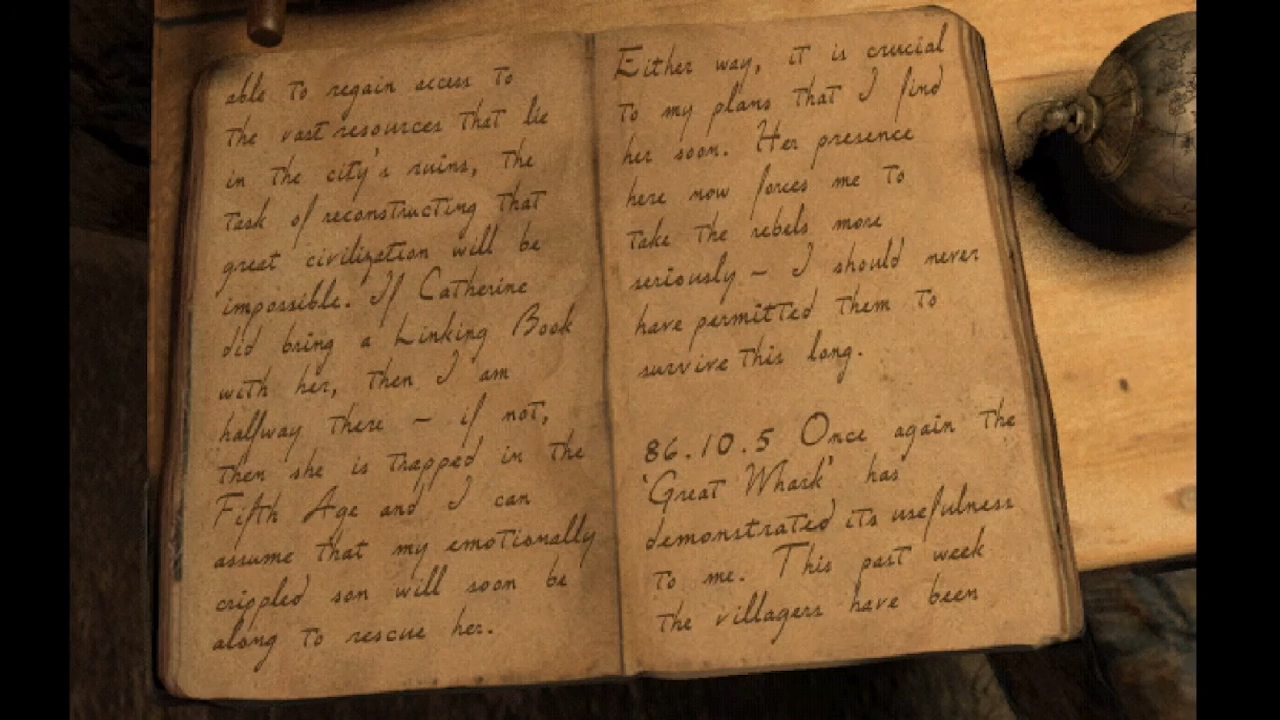 able to regain access to
the vast resources that lie
in the city's ruins, the
task of reconstructing that
great civilization will be
impossible. If Catherine
did bring a Linking Book
with her, then I am
halfway there – if not,
then she is trapped in the
Fifth Age and I can
assume that my emotionally
crippled son will soon be
along to rescue her.
Either way, it is crucial
to my plans that I find
her soon. Her presence
here now forces me to
take the rebels more
seriously – I should never
have permitted them to
survive this long.
86.10.5 Once again the
'Great Whark' has
demonstrated its usefulness
to me. This past week
the villagers have been